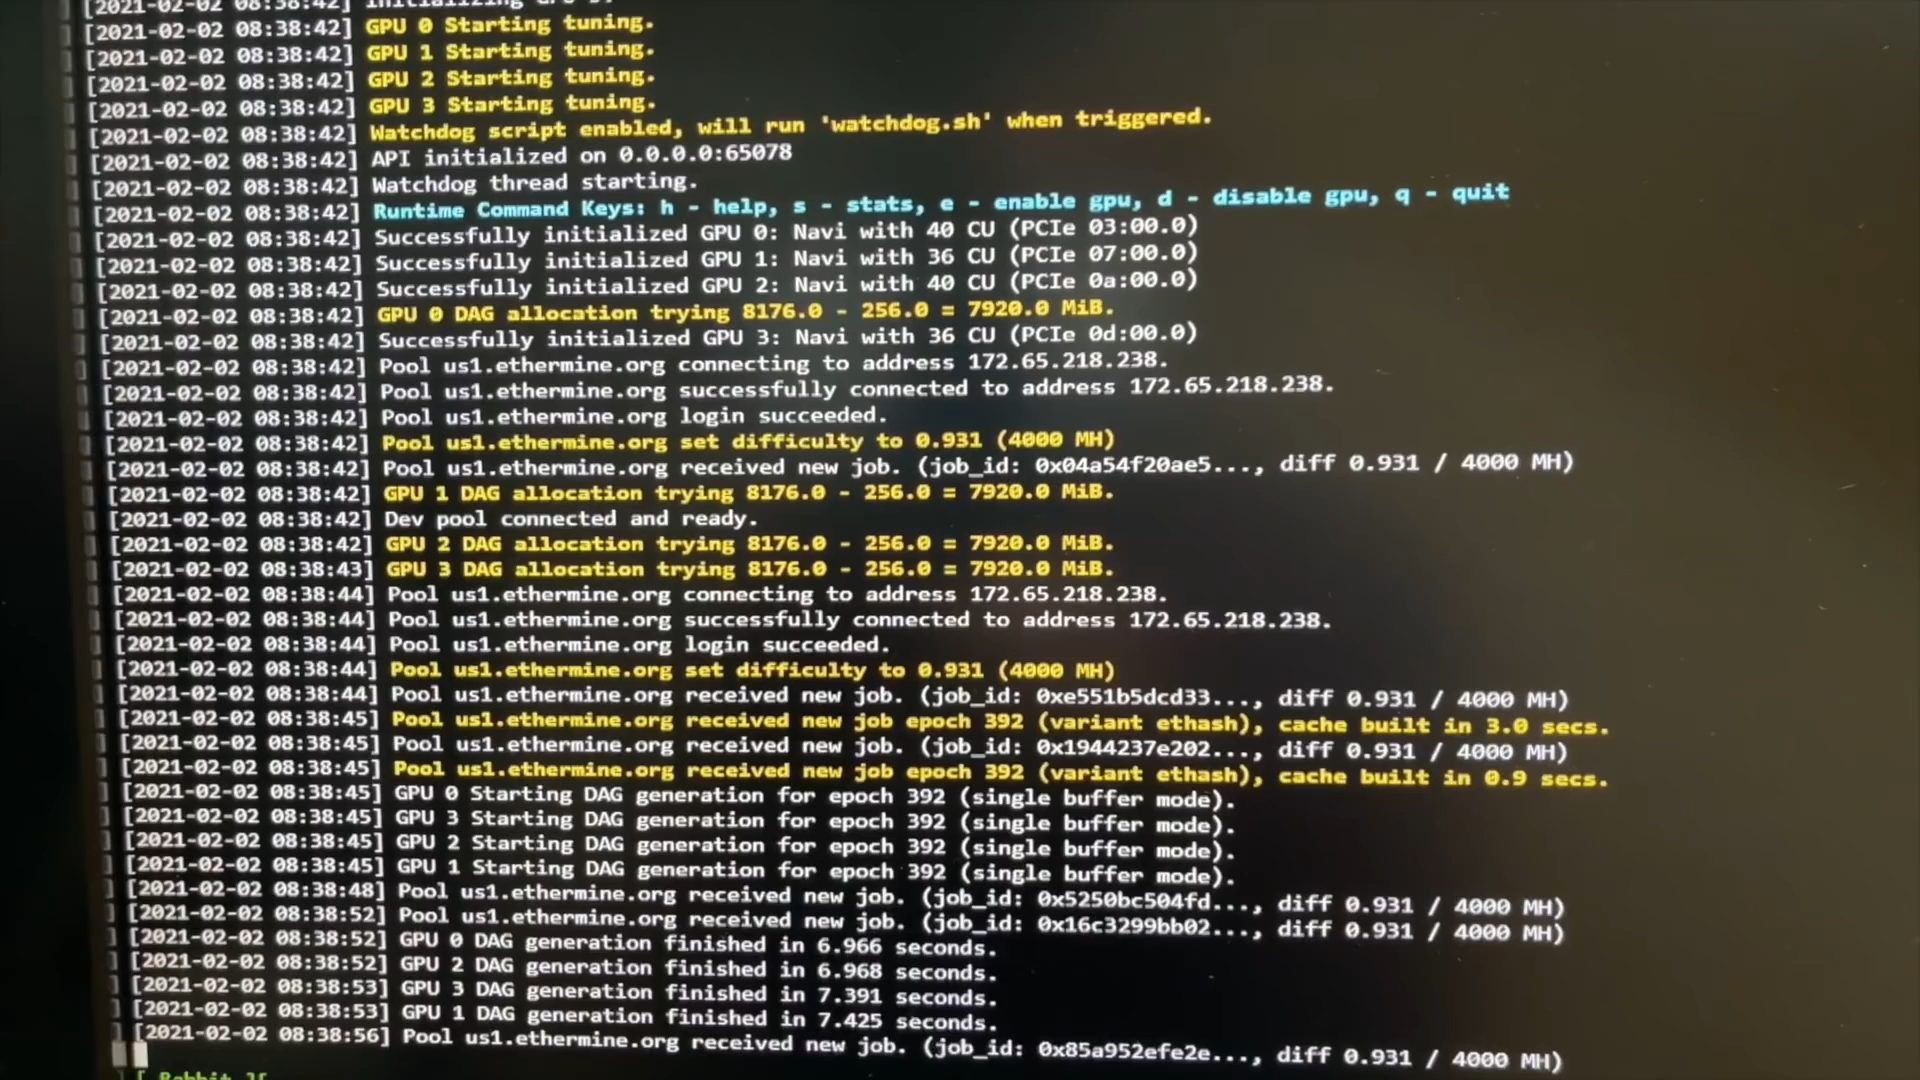 [2021-02-02 08:38:42] Initializing GPU 3.
[2021-02-02 08:38:42] GPU 0 Starting tuning.
[2021-02-02 08:38:42] GPU 1 Starting tuning.
[2021-02-02 08:38:42] GPU 2 Starting tuning.
[2021-02-02 08:38:42] GPU 3 Starting tuning.
[2021-02-02 08:38:42] Watchdog script enabled, will run 'watchdog.sh' when triggered.
[2021-02-02 08:38:42] API initialized on 0.0.0.0:65078
[2021-02-02 08:38:42] Watchdog thread starting.
[2021-02-02 08:38:42] Runtime Command Keys: h - help, s - stats, e - enable gpu, d - disable gpu, q - quit
[2021-02-02 08:38:42] Successfully initialized GPU 0: Navi with 40 CU (PCIe 03:00.0)
[2021-02-02 08:38:42] Successfully initialized GPU 1: Navi with 36 CU (PCIe 07:00.0)
[2021-02-02 08:38:42] Successfully initialized GPU 2: Navi with 40 CU (PCIe 0a:00.0)
[2021-02-02 08:38:42] GPU 0 DAG allocation trying 8176.0 - 256.0 = 7920.0 MiB.
[2021-02-02 08:38:42] Successfully initialized GPU 3: Navi with 36 CU (PCIe 0d:00.0)
[2021-02-02 08:38:42] Pool us1.ethermine.org connecting to address 172.65.218.238.
[2021-02-02 08:38:42] Pool us1.ethermine.org successfully connected to address 172.65.218.238.
[2021-02-02 08:38:42] Pool us1.ethermine.org login succeeded.
[2021-02-02 08:38:42] Pool us1.ethermine.org set difficulty to 0.931 (4000 MH)
[2021-02-02 08:38:42] Pool us1.ethermine.org received new job. (job_id: 0x04a54f20ae5..., diff 0.931 / 4000 MH)
[2021-02-02 08:38:42] GPU 1 DAG allocation trying 8176.0 - 256.0 = 7920.0 MiB.
[2021-02-02 08:38:42] Dev pool connected and ready.
[2021-02-02 08:38:42] GPU 2 DAG allocation trying 8176.0 - 256.0 = 7920.0 MiB.
[2021-02-02 08:38:43] GPU 3 DAG allocation trying 8176.0 - 256.0 = 7920.0 MiB.
[2021-02-02 08:38:44] Pool us1.ethermine.org connecting to address 172.65.218.238.
[2021-02-02 08:38:44] Pool us1.ethermine.org successfully connected to address 172.65.218.238.
[2021-02-02 08:38:44] Pool us1.ethermine.org login succeeded.
[2021-02-02 08:38:44] Pool us1.ethermine.org set difficulty to 0.931 (4000 MH)
[2021-02-02 08:38:44] Pool us1.ethermine.org received new job. (job_id: 0xe551b5dcd33..., diff 0.931 / 4000 MH)
[2021-02-02 08:38:45] Pool us1.ethermine.org received new job epoch 392 (variant ethash), cache built in 3.0 secs.
[2021-02-02 08:38:45] Pool us1.ethermine.org received new job. (job_id: 0x1944237e202..., diff 0.931 / 4000 MH)
[2021-02-02 08:38:45] Pool us1.ethermine.org received new job epoch 392 (variant ethash), cache built in 0.9 secs.
[2021-02-02 08:38:45] GPU 0 Starting DAG generation for epoch 392 (single buffer mode).
[2021-02-02 08:38:45] GPU 3 Starting DAG generation for epoch 392 (single buffer mode).
[2021-02-02 08:38:45] GPU 2 Starting DAG generation for epoch 392 (single buffer mode).
[2021-02-02 08:38:45] GPU 1 Starting DAG generation for epoch 392 (single buffer mode).
[2021-02-02 08:38:48] Pool us1.ethermine.org received new job. (job_id: 0x5250bc504fd..., diff 0.931 / 4000 MH)
[2021-02-02 08:38:52] Pool us1.ethermine.org received new job. (job_id: 0x16c3299bb02..., diff 0.931 / 4000 MH)
[2021-02-02 08:38:52] GPU 0 DAG generation finished in 6.966 seconds.
[2021-02-02 08:38:52] GPU 2 DAG generation finished in 6.968 seconds.
[2021-02-02 08:38:53] GPU 3 DAG generation finished in 7.391 seconds.
[2021-02-02 08:38:53] GPU 1 DAG generation finished in 7.425 seconds.
[2021-02-02 08:38:56] Pool us1.ethermine.org received new job. (job_id: 0x85a952efe2e..., diff 0.931 / 4000 MH)